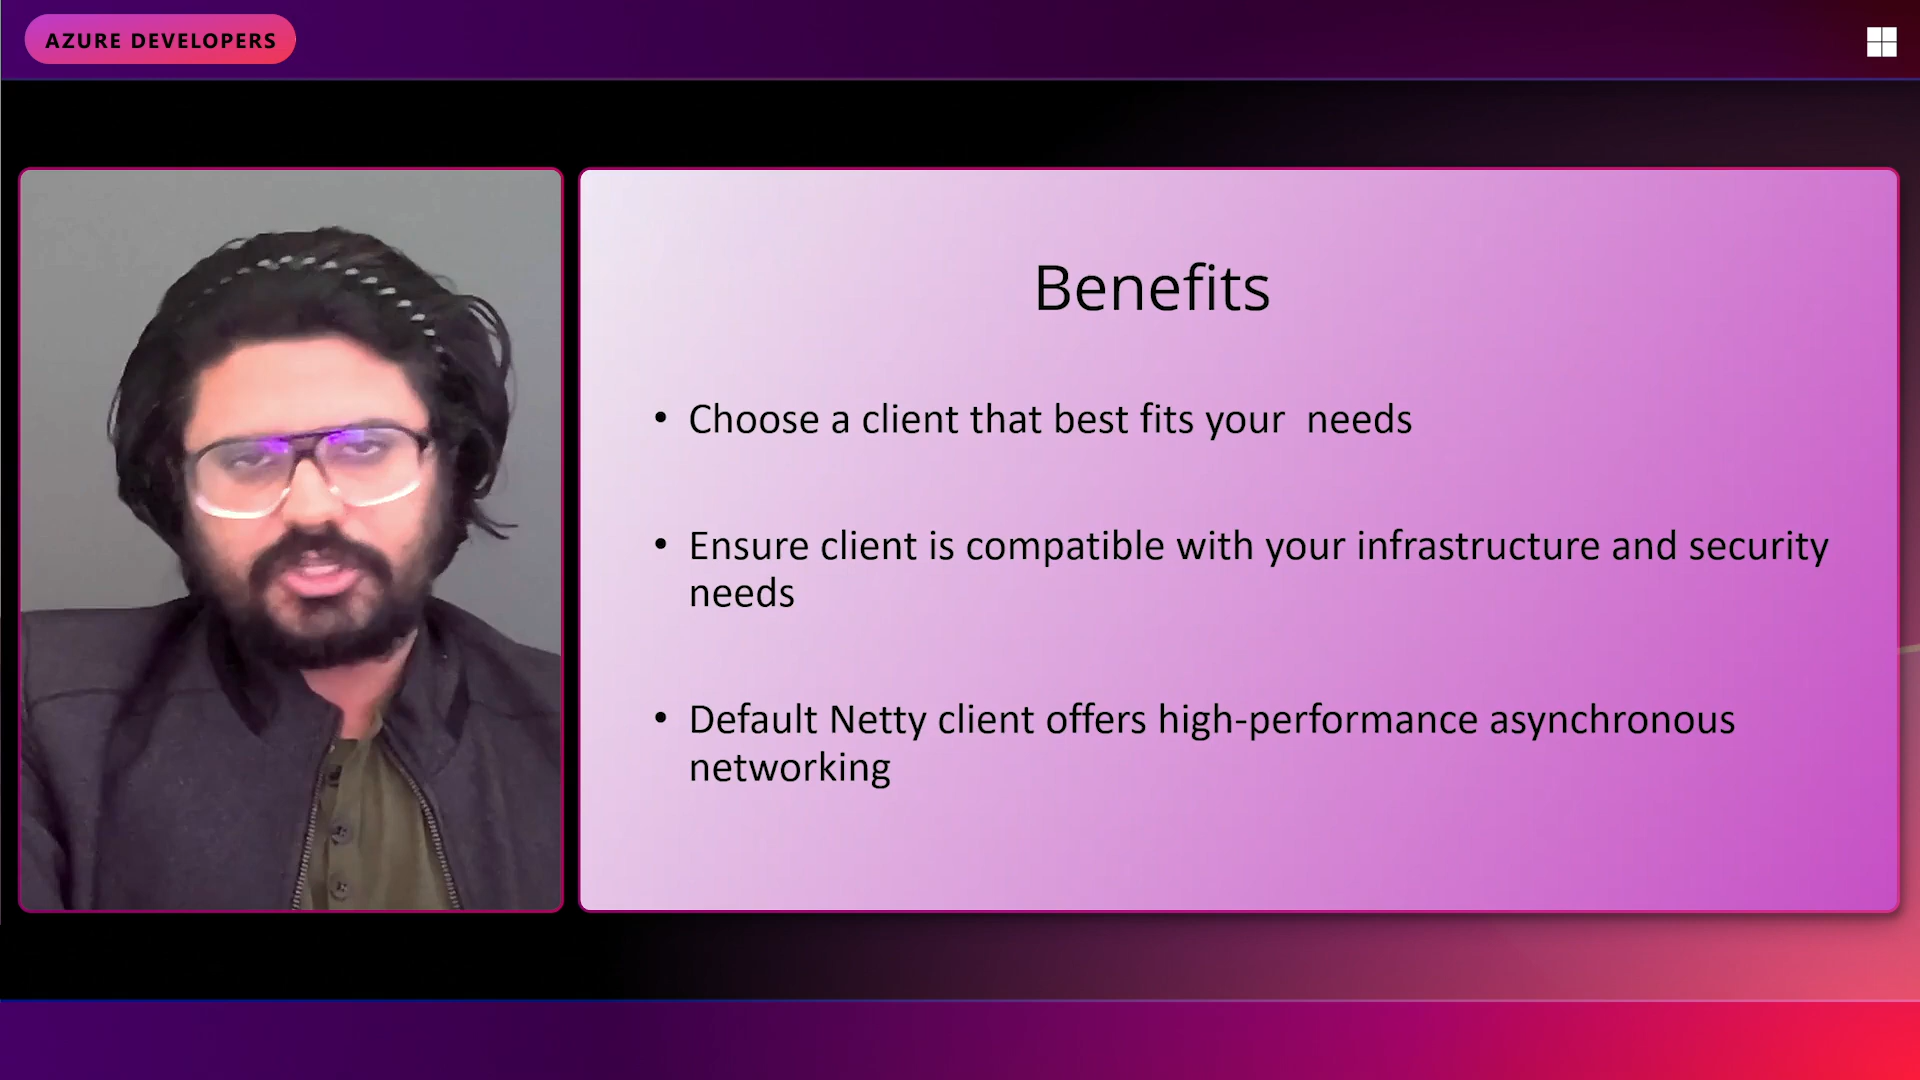 AZURE DEVELOPERS
Benefits
• Choose a client that best fits your  needs
• Ensure client is compatible with your infrastructure and security
needs
• Default Netty client offers high-performance asynchronous
networking